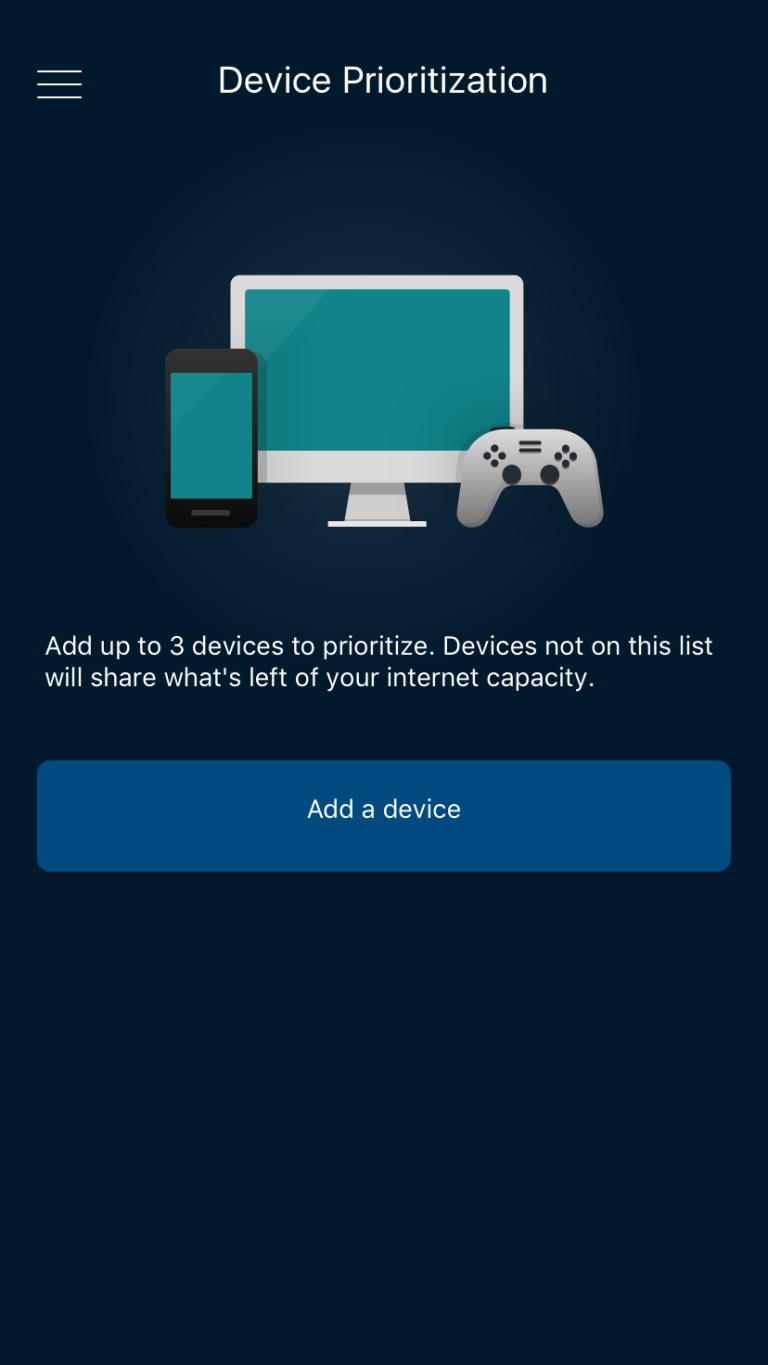 Device Prioritization
Add up to 3 devices to prioritize. Devices not on this list
will share what's left of your internet capacity.
Add a device